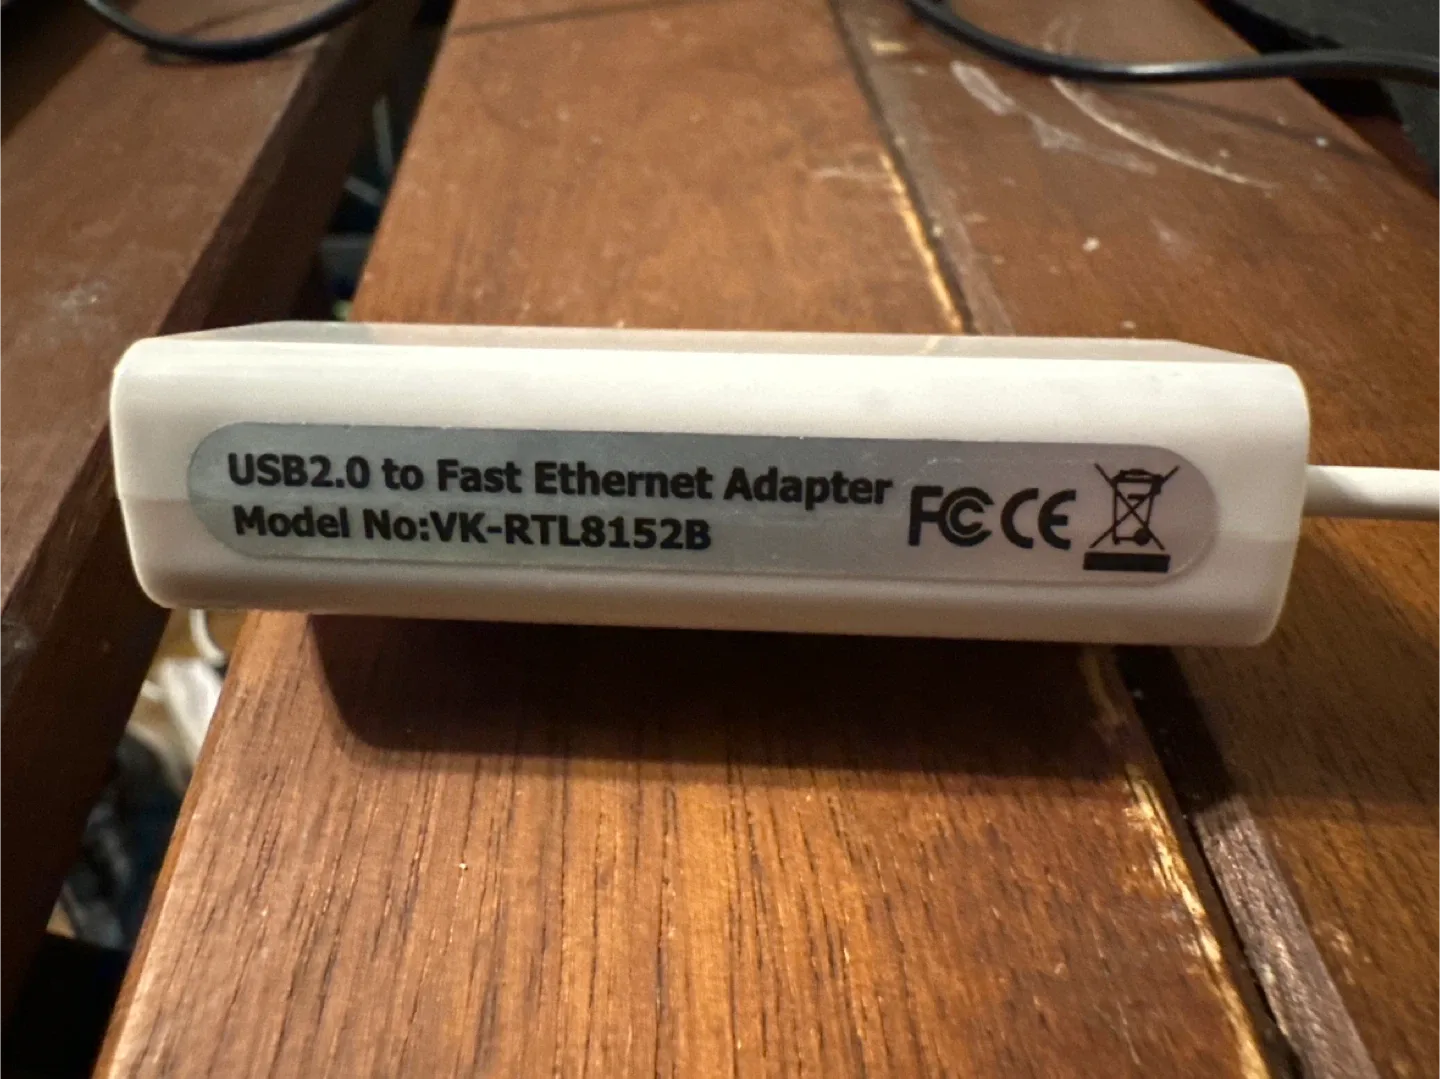 USB2.0 to Fast Ethernet Adapter
Model No:VK-RTL8152B
FC CE